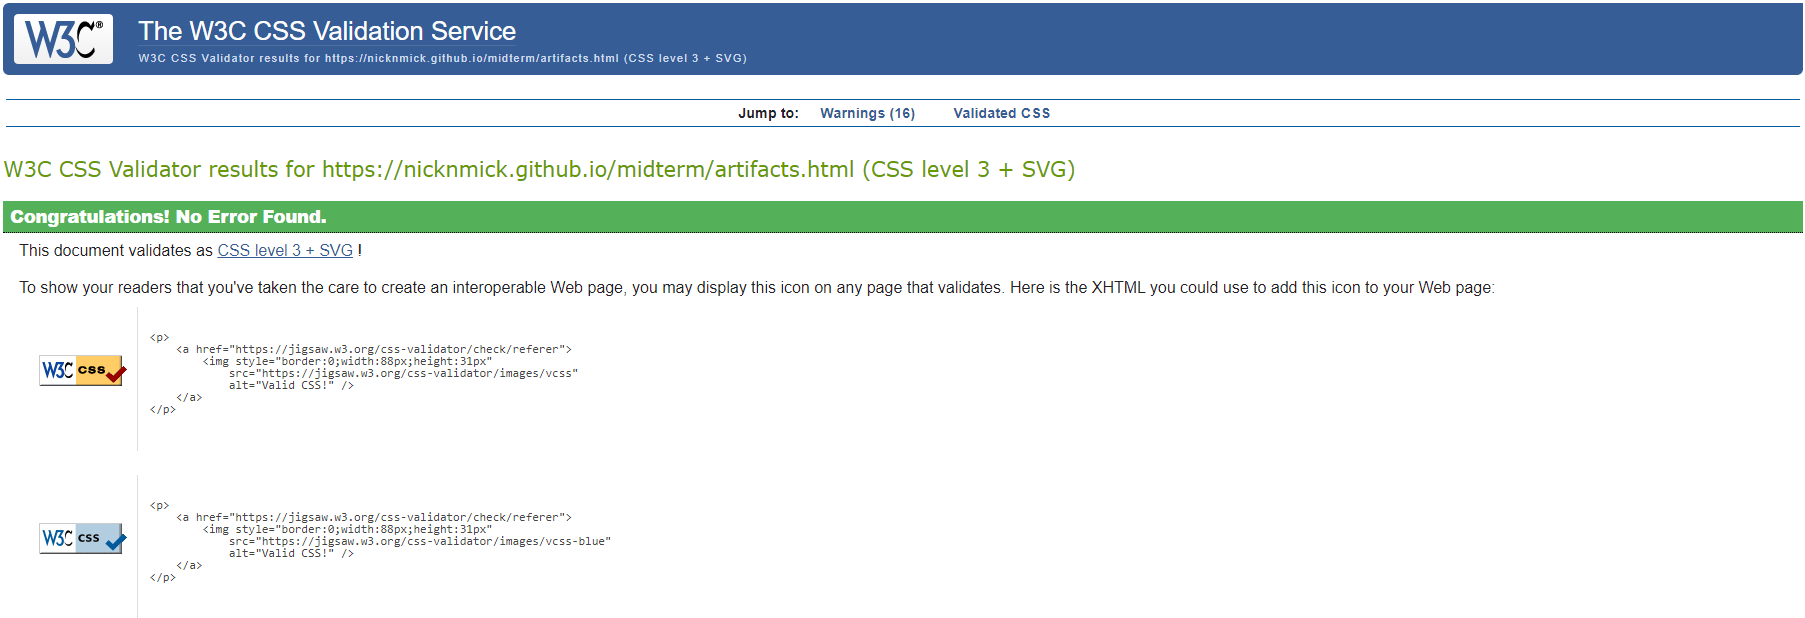 W3C®
The W3C CSS Validation Service
W3C CSS Validator results for https://nicknmick.github.io/midterm/artifacts.html (CSS level 3 + SVG)
Jump to: Warnings (16) Validated CSS
W3C CSS Validator results for https://nicknmick.github.io/midterm/artifacts.html (CSS level 3 + SVG)
Congratulations! No Error Found.
This document validates as CSS level 3 + SVG !
To show your readers that you've taken the care to create an interoperable Web page, you may display this icon on any page that validates. Here is the XHTML you could use to add this icon to your Web page:
W3C css
<p>
<a href="https://jigsaw.w3.org/css-validator/check/referer">
<img style="border:0;width:88px;height:31px"
src="https://jigsaw.w3.org/css-validator/images/vcss"
alt="Valid CSS!" />
</a>
</p>
W3C css
<p>
<a href="https://jigsaw.w3.org/css-validator/check/referer">
<img style="border:0;width:88px;height:31px"
src="https://jigsaw.w3.org/css-validator/images/vcss-blue"
alt="Valid CSS!" />
</a>
</p>